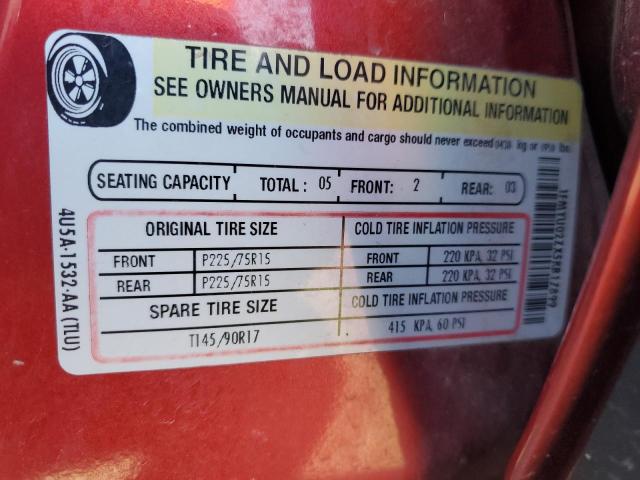 TIRE AND LOAD INFORMATION
SEE OWNERS MANUAL FOR ADDITIONAL INFORMATION
The combined weight of occupants and cargo should never exceed kg or lbs.
SEATING CAPACITY TOTAL : 05 FRONT: 2 REAR: 03
ORIGINAL TIRE SIZE COLD TIRE INFLATION PRESSURE
FRONT P225/75R15 FRONT 220 KPA, 32 PSI
REAR P225/75R15 REAR 220 KPA, 32 PSI
SPARE TIRE SIZE COLD TIRE INFLATION PRESSURE
T145/90R17 415 KPA, 60 PSI
4U5A-1532-AA (TLU)